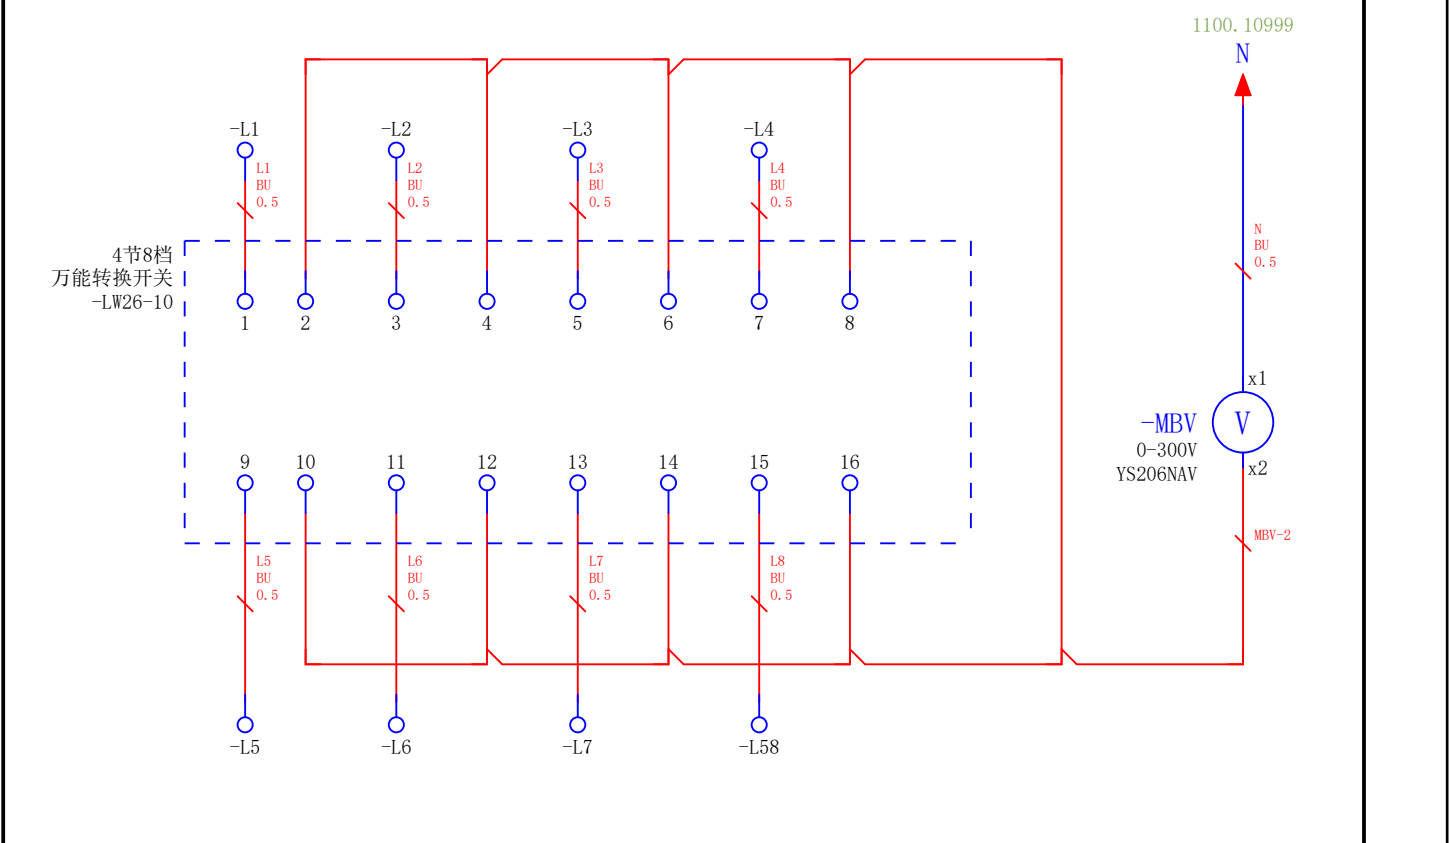 1100.10999
N
-L1
-L2
-L3
-L4
L1
BU
0.5
L2
BU
0.5
L3
BU
0.5
L4
BU
0.5
N
BU
0.5
4节8档
万能转换开关
-LW26-10
1
2
3
4
5
6
7
8
x1
-MBV
V
0-300V
YS206NAV
x2
9
10
11
12
13
14
15
16
MBV-2
L5
BU
0.5
L6
BU
0.5
L7
BU
0.5
L8
BU
0.5
-L5
-L6
-L7
-L58